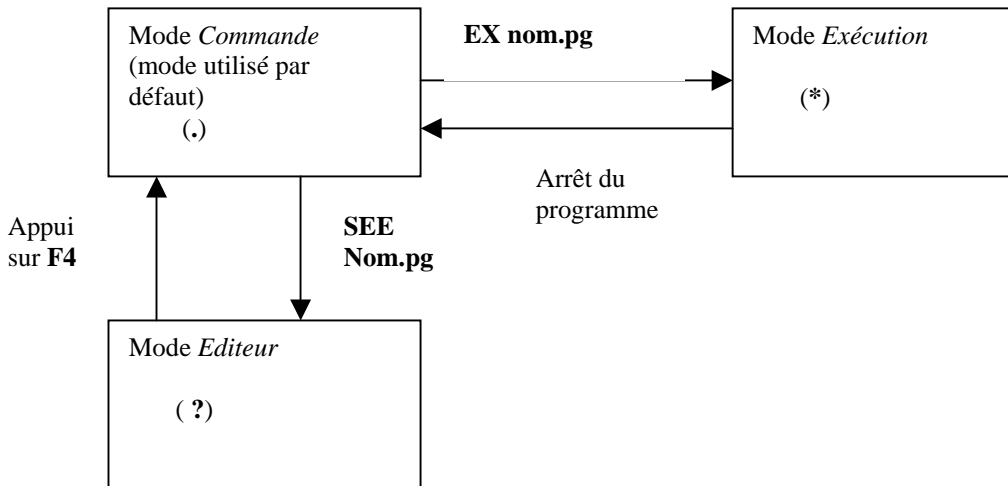 Mode Commande
(mode utilisé par
défaut)
(.)
EX nom.pg
Mode Exécution
(*)
Arrêt du
programme
Appui
sur F4
SEE
Nom.pg
Mode Editeur
( ?)